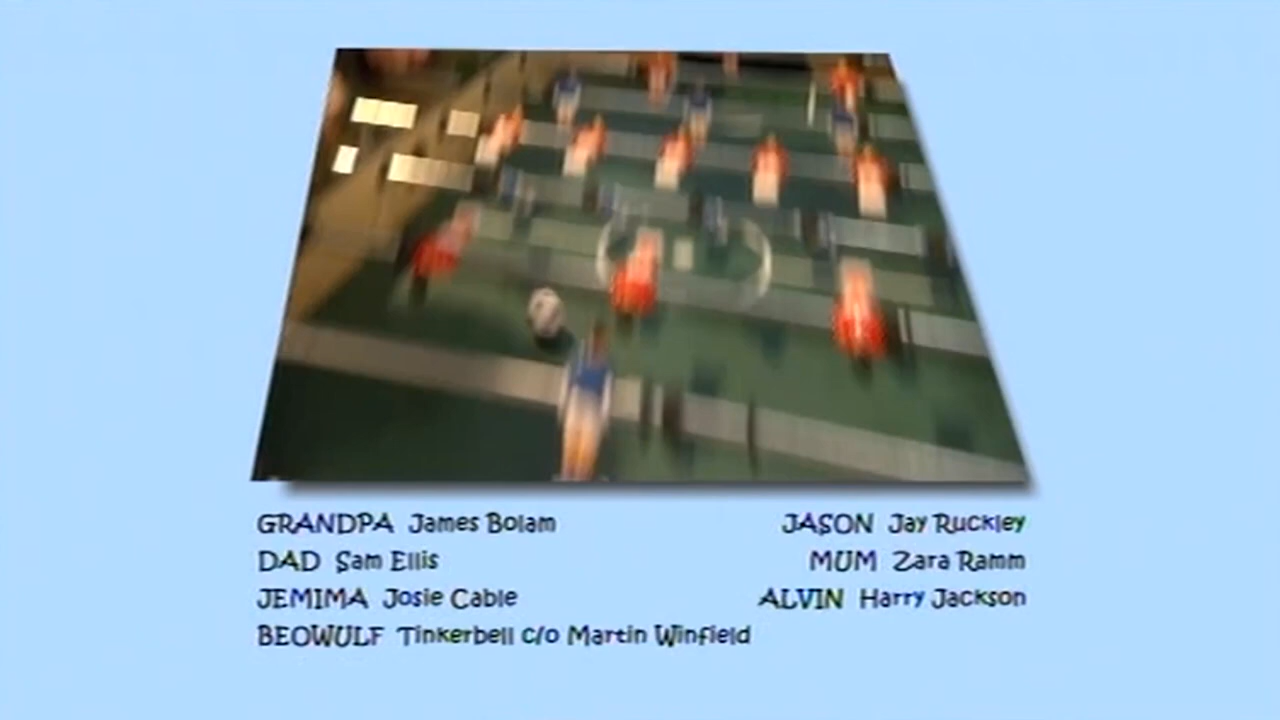 GRANDPA James Bolam
JASON Jay Ruckley
DAD Sam Ellis
MUM Zara Ramm
JEMIMA Josie Cable
ALVIN Harry Jackson
BEOWULF Tinkerbell c/o Martin Winfield